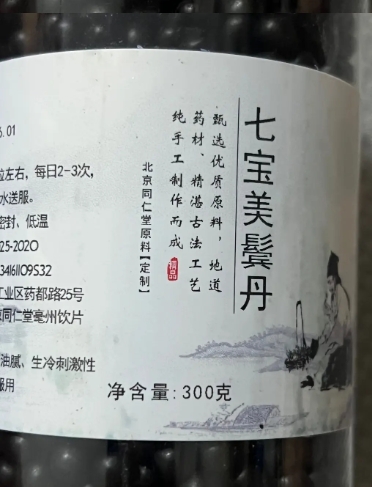 七宝美鬓丹
甄选优质原料，地道
药材、精湛古法工艺
纯手工制作而成
精品
北京同仁堂原料【定制】
净含量：300克
.01
粒左右，每日2-3次，
水送服。
密封、低温
25-2020
34161109S32
工业区药都路25号
同仁堂亳州饮片
油腻、生冷刺激性
服用